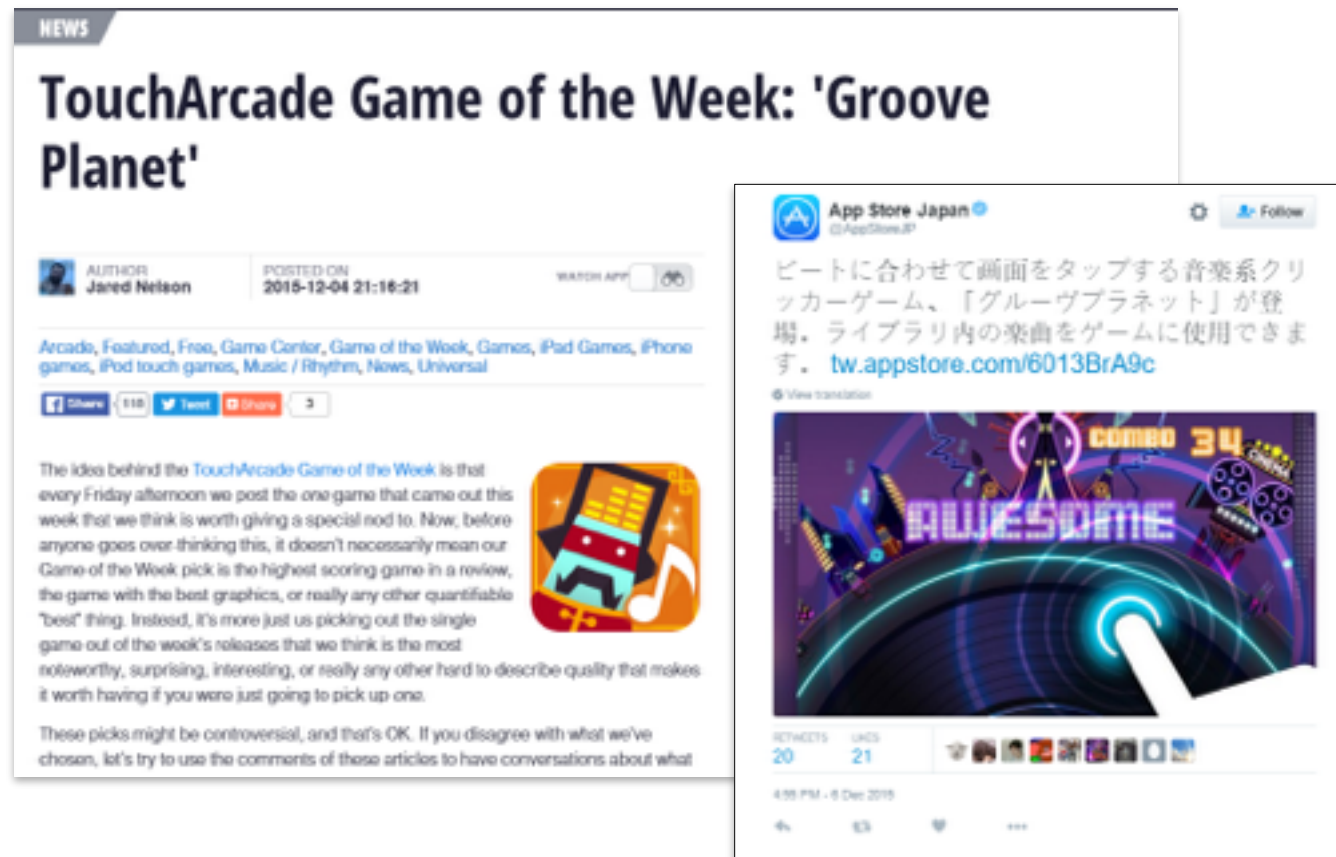 NEWS
TouchArcade Game of the Week: 'Groove
Planet'
AUTHOR
Jared Nelson
POSTED ON
2015-12-04 21:16:21
WATCH APP
Arcade, Featured, Free, Game Center, Game of the Week, Games, iPad Games, iPhone
games, iPod touch games, Music / Rhythm, News, Universal
Share
Tweet
Share
3
The idea behind the TouchArcade Game of the Week is that
every Friday afternoon we post the one game that came out this
week that we think is worth giving a special nod to. Now, before
anyone goes over-thinking this, it doesn't necessarily mean our
Game of the Week pick is the highest scoring game in a review,
the game with the best graphics, or really any other quantifiable
"best" thing. Instead, it's more just us picking out the single
game out of the week's releases that we think is the most
noteworthy, surprising, interesting, or really any other hard to describe quality that makes
it worth having if you were just going to pick up one.
These picks might be controversial, and that's OK. If you disagree with what we've
chosen, let's try to use the comments of these articles to have conversations about what
App Store Japan
@AppStoreJP
Follow
ビートに合わせて画面をタップする音楽系クリ
ッカーゲーム、「グルーヴプラネット」が登
場。ライブラリ内の楽曲をゲームに使用できま
す。 tw.appstore.com/6013BrA9c
View translation
COMBO 34
CINEMA
AWESOME
RETWEETS
20
LIKES
21
PM - 6 Dec 2015